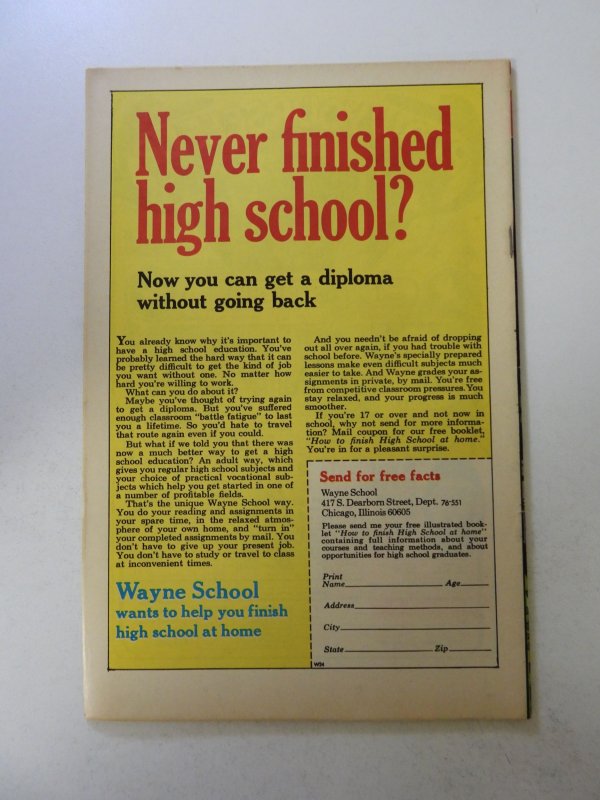 Never finished
high school?
Now you can get a diploma
without going back
You already know why it's important to
have a high school education. You've
probably learned the hard way that it can
be pretty difficult to get the kind of job
you want without one. No matter how
hard you're willing to work.
What can you do about it?
Maybe you've thought of trying again
to get a diploma. But you've suffered
enough classroom "battle fatigue" to last
you a lifetime. So you'd hate to travel
that route again even if you could.
But what if we told you that there was
now a much better way to get a high
school education? An adult way, which
gives you regular high school subjects and
your choice of practical vocational sub-
jects which help you get started in one of
a number of profitable fields.
That's the unique Wayne School way.
You do your reading and assignments in
your spare time, in the relaxed atmos-
phere of your own home, and "turn in"
your completed assignments by mail. You
don't have to give up your present job.
You don't have to study or travel to class
at inconvenient times.
Wayne School
wants to help you finish
high school at home
And you needn't be afraid of dropping
out all over again, if you had trouble with
school before. Wayne's specially prepared
lessons make even difficult subjects much
easier to take. And Wayne grades your as-
signments in private, by mail. You're free
from competitive classroom pressures. You
stay relaxed, and your progress is much
smoother.
If you're 17 or over and not now in
school, why not send for more informa-
tion? Mail coupon for our free booklet,
"How to finish High School at home."
You're in for a pleasant surprise.
Send for free facts
Wayne School
417 S. Dearborn Street, Dept. 78-551
Chicago, Illinois 60605
Please send me your free illustrated book-
let "How to finish High School at home"
containing full information about your
courses and teaching methods, and about
opportunities for high school graduates.
Print
Name Age
Address
City
State Zip
W24